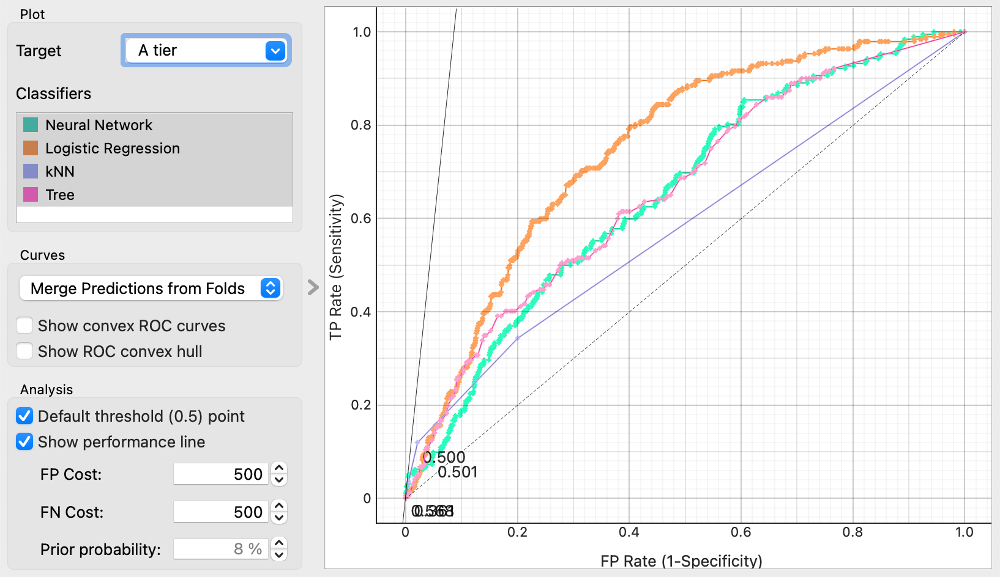 Plot
Target
A tier
Classifiers
Neural Network
Logistic Regression
kNN
Tree
Curves
Merge Predictions from Folds
Show convex ROC curves
Show ROC convex hull
Analysis
Default threshold (0.5) point
Show performance line
FP Cost: 500
FN Cost: 500
Prior probability: 8 %
TP Rate (Sensitivity)
1.0
0.8
0.6
0.4
0.2
0
0.500
0.501
0 0.2 0.4 0.6 0.8 1.0
FP Rate (1-Specificity)